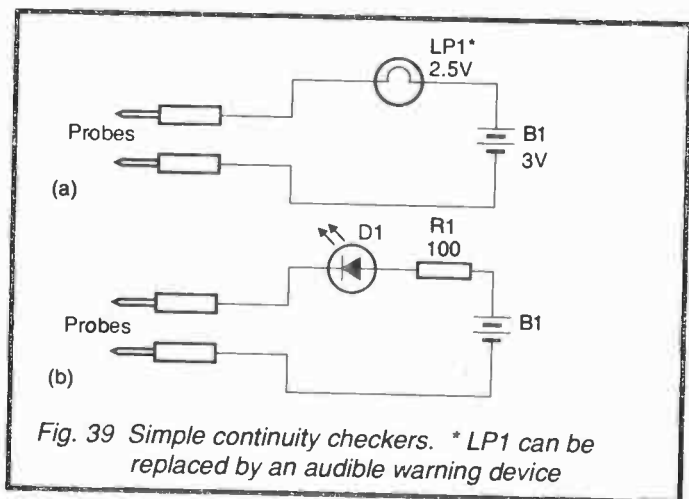 LP1*
2.5V
Probes
B1
3V
(a)
D1
R1
100
Probes
B1
(b)
Fig. 39 Simple continuity checkers. * LP1 can be
replaced by an audible warning device